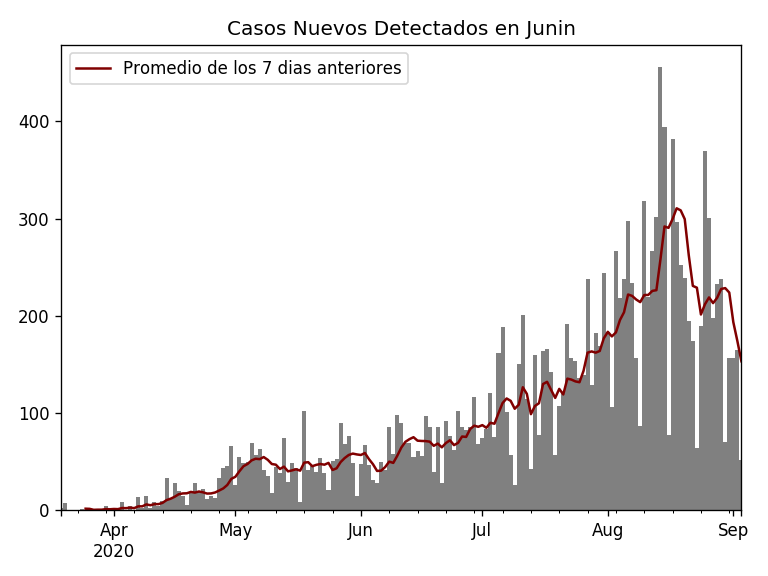 Casos Nuevos Detectados en Junin
Promedio de los 7 dias anteriores
400
300
200
100
0
Apr May Jun Jul Aug Sep
2020